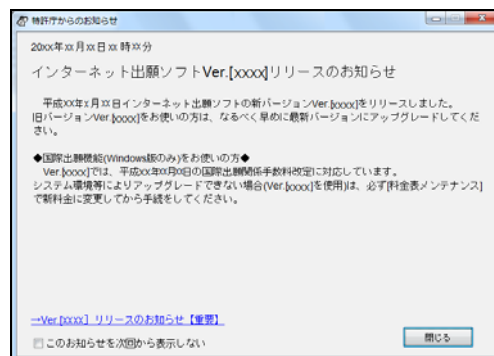 特許庁からのお知らせ
20xx年xx月xx日xx時xx分
インターネット出願ソフトVer.[xxxx]リリースのお知らせ
平成xx年x月xx日インターネット出願ソフトの新バージョンVer.[xxxx]をリリースしました。
旧バージョンVer.[xxxx]をお使いの方は、なるべく早めに最新バージョンにアップグレードしてくだ
さい。
◆国際出願機能(Windows版のみ)をお使いの方◆
Ver.[xxxx]では、平成xx年xx月xx日の国際出願関係手数料改定に対応しています。
システム環境等によりアップグレードできない場合(Ver.[xxxx]を使用)は、必ず[料金表メンテナンス]
で新料金に変更してから手続をしてください。
→Ver.[xxxx] リリースのお知らせ【重要】
このお知らせを次回から表示しない
閉じる